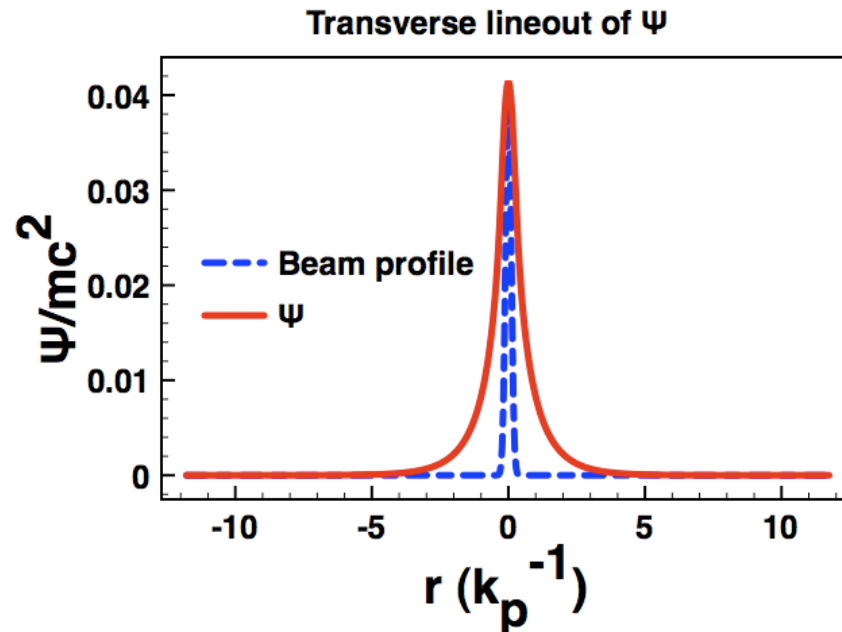 Transverse lineout of Ψ
0.04
0.03
0.02
0.01
0
Ψ/mc²
Beam profile
Ψ
-10 -5 0 5 10
r (kₚ⁻¹)